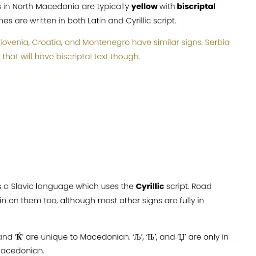 s in North Macedonia are typically yellow with biscriptal
nes are written in both Latin and Cyrillic script.
lovenia, Croatia, and Montenegro have similar signs. Serbia
that will have biscriptal text though.
s a Slavic language which uses the Cyrillic script. Road
in on them too, although most other signs are fully in
and 'Ќ' are unique to Macedonian. 'Љ', 'Њ', and 'Џ' are only in
acedonian.